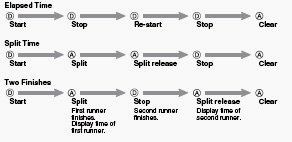 Elapsed Time
D D D D A
Start Stop Re-start Stop Clear
Split Time
D A A D A
Start Split Split release Stop Clear
Two Finishes
D A D A A
Start Split Stop Split release Clear
First runner finishes. Display time of first runner.
Second runner finishes.
Display time of second runner.